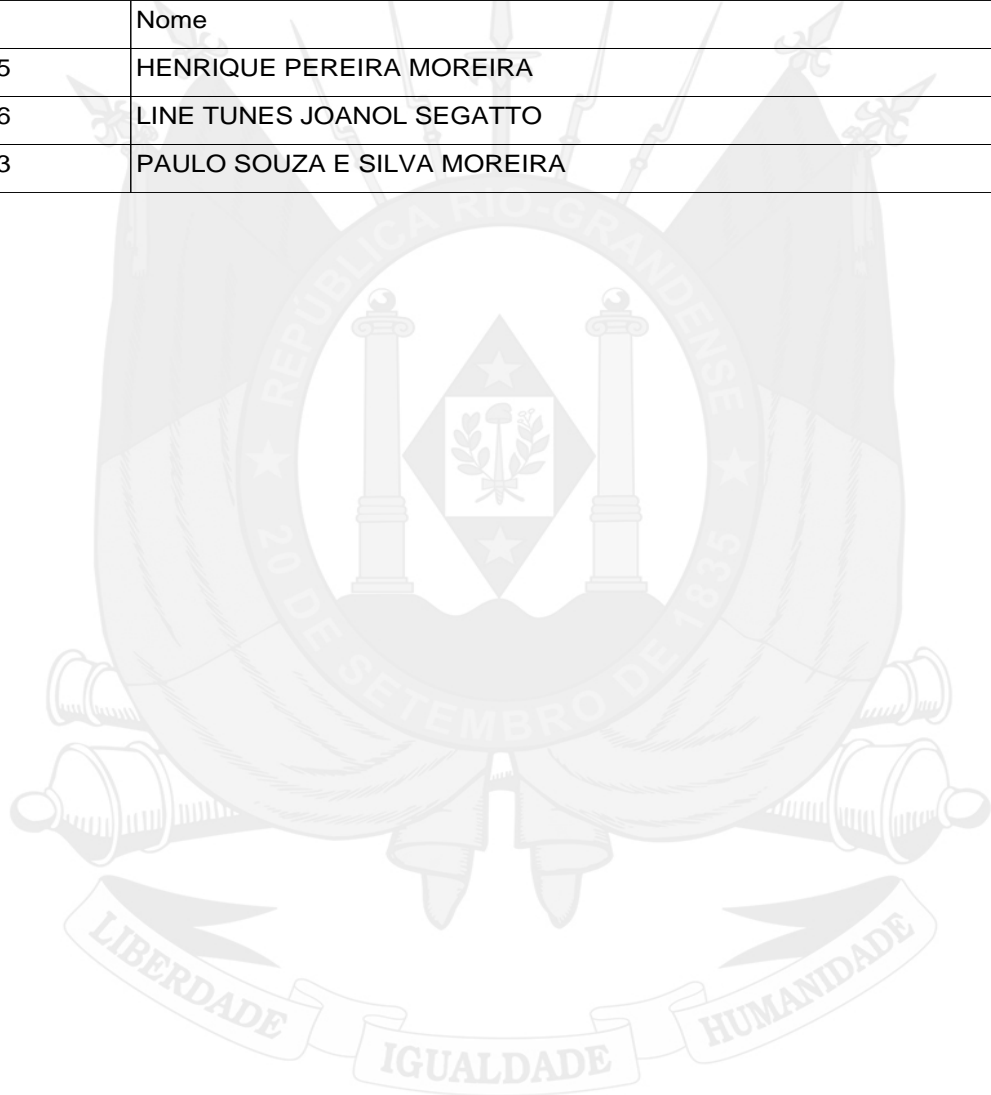 Nome
5 HENRIQUE PEREIRA MOREIRA
6 LINE TUNES JOANOL SEGATTO
3 PAULO SOUZA E SILVA MOREIRA
REPÚBLICA RIO-GRANDENSE
20 DE SETEMBRO DE 1835
LIBERDADE
IGUALDADE
HUMANIDADE